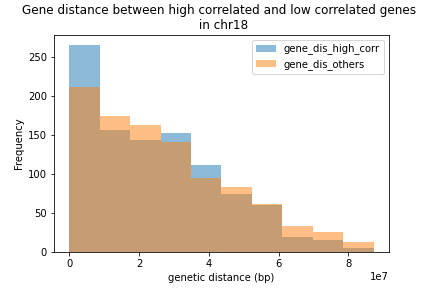 Gene distance between high correlated and low correlated genes
in chr18
gene_dis_high_corr
gene_dis_others
Frequency
250
200
150
100
50
0
0
2
4
6
8
1e7
genetic distance (bp)